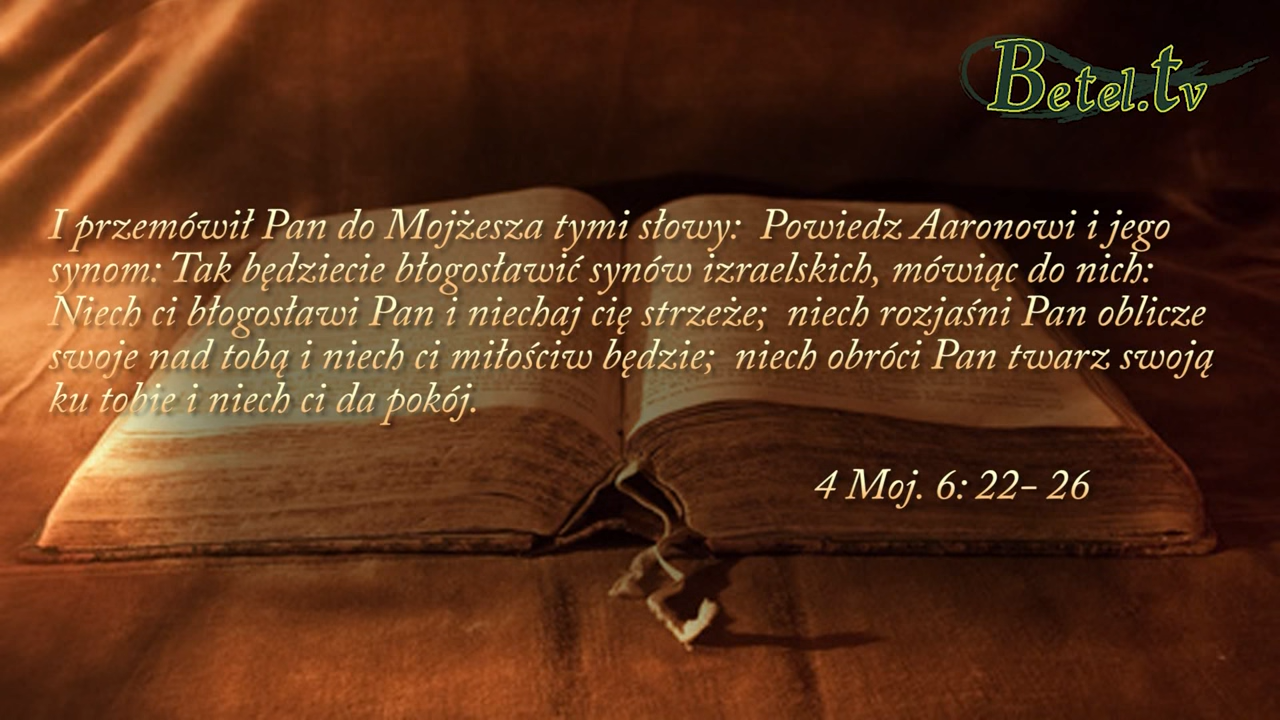 Betel.tv
I przemówił Pan do Mojżesza tymi słowy:  Powiedz Aaronowi i jego
synom: Tak będziecie błogosławić synów izraelskich, mówiąc do nich:
Niech ci błogosławi Pan i niechaj cię strzeże;  niech rozjaśni Pan oblicze
swoje nad tobą i niech ci miłościw będzie;  niech obróci Pan twarz swoją
ku tobie i niech ci da pokój.
4 Moj. 6: 22- 26